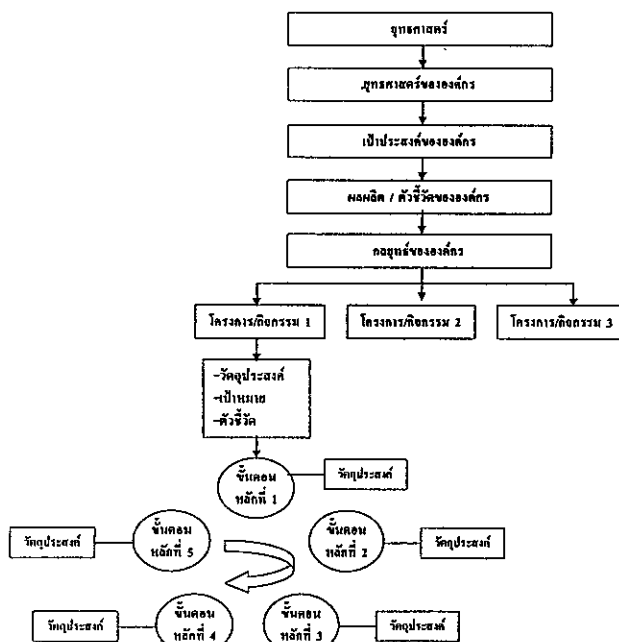 ยุทธศาสตร์
ยุทธศาสตร์ขององค์กร
เป้าประสงค์ขององค์กร
ผลผลิต / ตัวชี้วัดขององค์กร
กลยุทธ์ขององค์กร
โครงการ/กิจกรรม 1
โครงการ/กิจกรรม 2
โครงการ/กิจกรรม 3
-วัตถุประสงค์
-เป้าหมาย
-ตัวชี้วัด
ขั้นตอน
หลักที่ 1
วัตถุประสงค์
วัตถุประสงค์
ขั้นตอน
หลักที่ 5
ขั้นตอน
หลักที่ 2
วัตถุประสงค์
วัตถุประสงค์
ขั้นตอน
หลักที่ 4
ขั้นตอน
หลักที่ 3
วัตถุประสงค์